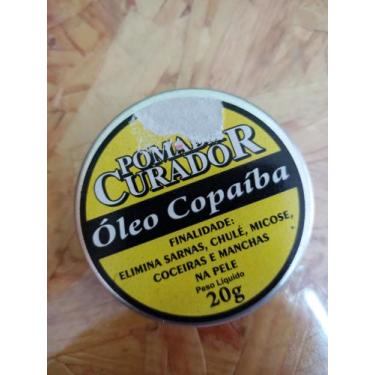 POMADA
CURADOR
Óleo Copaíba
FINALIDADE:
ELIMINA SARNAS, CHULÉ, MICOSE,
COCEIRAS E MANCHAS
NA PELE
Peso Líquido
20g